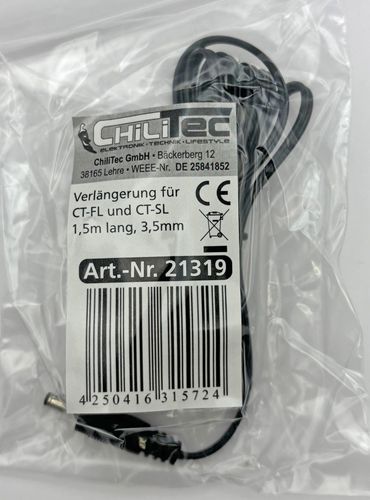 CHILITEC
ELEKTRONIK • TECHNIK • LIFESTYLE
ChiliTec GmbH • Bäckerberg 12
38165 Lehre • WEEE-Nr. DE 25841852
Verlängerung für
CT-FL und CT-SL
1,5m lang, 3,5mm
CE
Art.-Nr. 21319
4 250416 315724